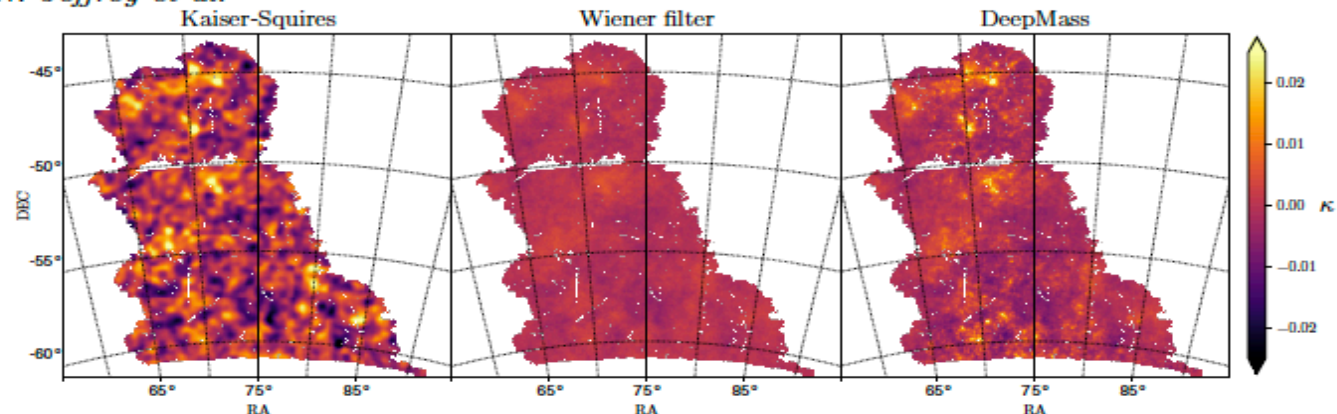 Kaiser-Squires Wiener filter DeepMass
-45°
-50°
-55°
-60°
DEC
65° 75° 85° 65° 75° 85° 65° 75° 85°
RA RA RA
0.02
0.01
0.00
−0.01
−0.02
κ